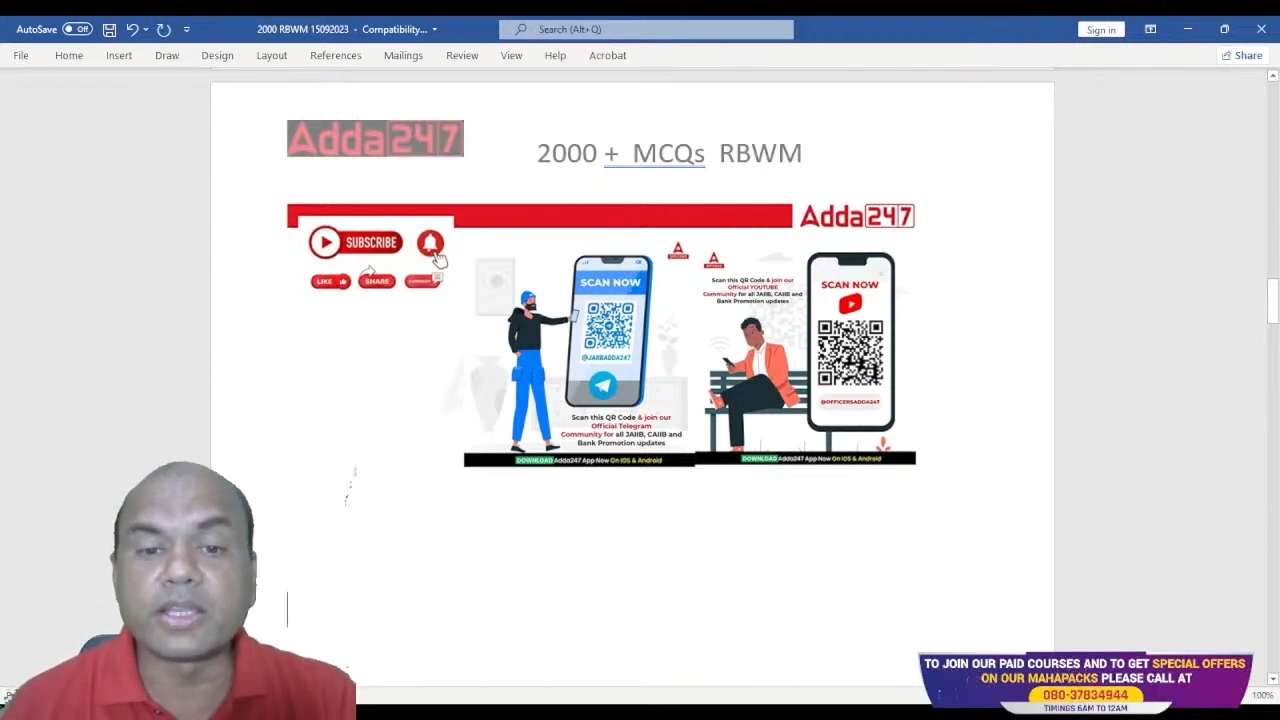 AutoSave Off 2000 RBWM 15092023 - Compatibility... Search (Alt+Q) Sign in
File Home Insert Draw Design Layout References Mailings Review View Help Acrobat Share
Adda247
2000 + MCQs RBWM
Adda247
SUBSCRIBE
LIKE SHARE COMMENT
SCAN NOW
@JAIIBADDA247
Scan this QR Code & join our
Official Telegram
Community for all JAIIB, CAIIB and
Bank Promotion updates
DOWNLOAD Adda247 App Now On IOS & Android
Scan this QR Code & join our
Official YOUTUBE
Community for all JAIIB, CAIIB and
Bank Promotion updates
SCAN NOW
@OFFICERSADDA247
DOWNLOAD Adda247 App Now On IOS & Android
TO JOIN OUR PAID COURSES AND TO GET SPECIAL OFFERS
ON OUR MAHAPACKS PLEASE CALL AT
080-37834944
TIMINGS 6AM TO 12AM
100%